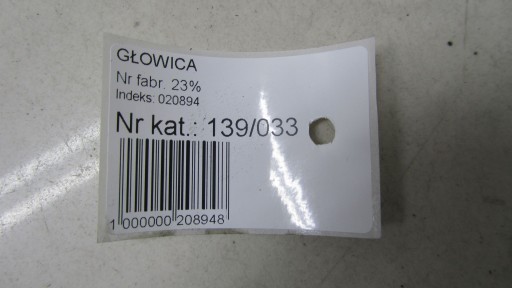 GŁOWICA
Nr fabr. 23%
Indeks: 020894
Nr kat.: 139/033
1 000000 208948